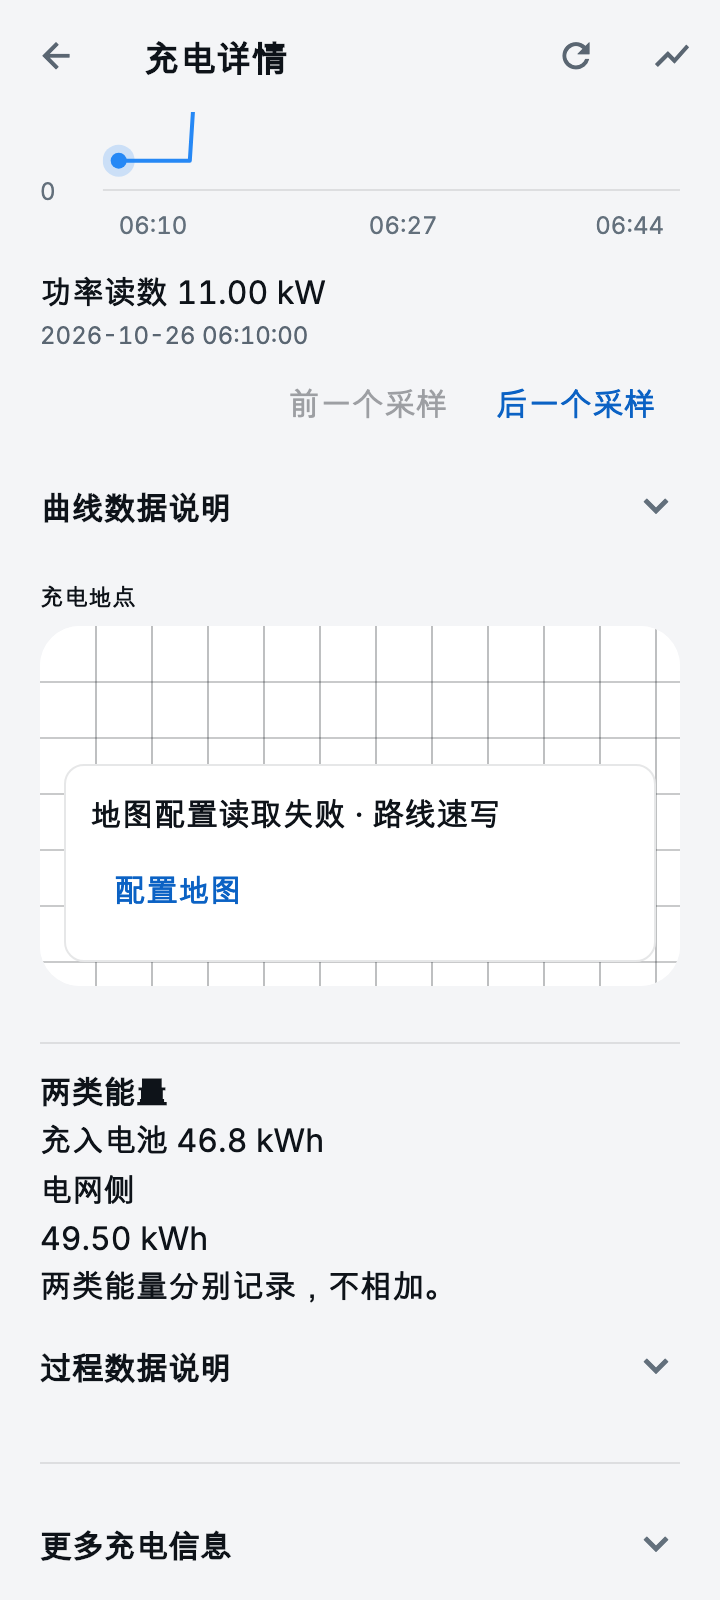 充电详情
0
06:10 06:27 06:44
功率读数 11.00 kW
2026-10-26 06:10:00
前一个采样 后一个采样
曲线数据说明
充电地点
地图配置读取失败 · 路线速写
配置地图
两类能量
充入电池 46.8 kWh
电网侧
49.50 kWh
两类能量分别记录，不相加。
过程数据说明
更多充电信息